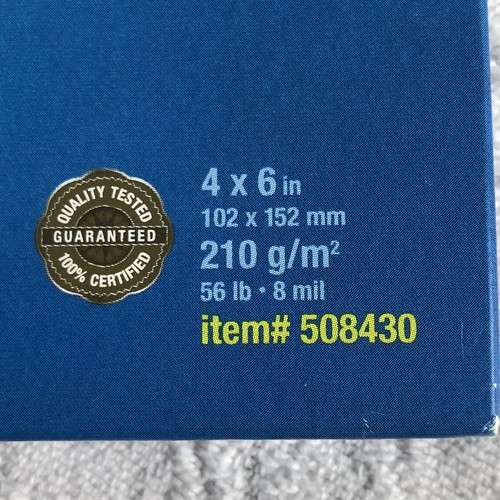 QUALITY TESTED
GUARANTEED
100% CERTIFIED
4 x 6 in
102 x 152 mm
210 g/m²
56 lb • 8 mil
item# 508430